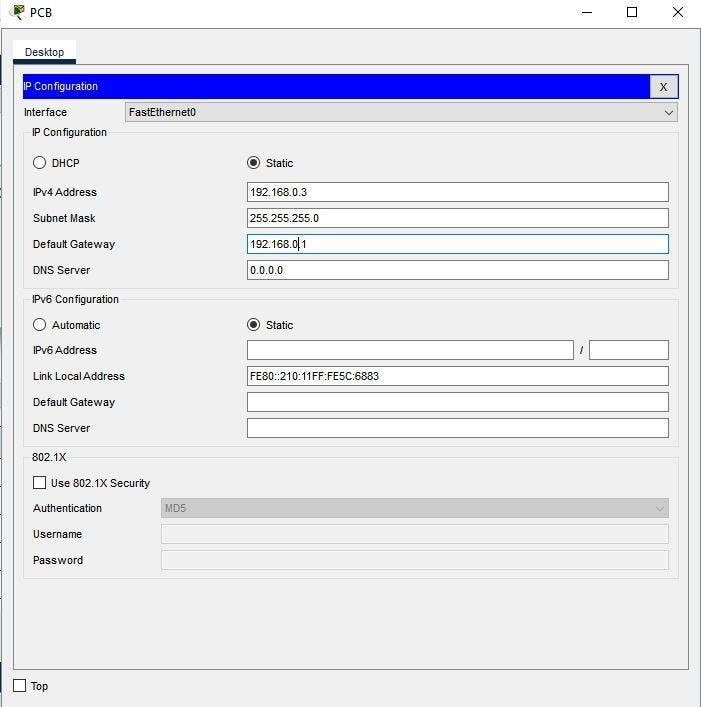 PCB
Desktop
IP Configuration X
Interface FastEthernet0
IP Configuration
DHCP Static
IPv4 Address 192.168.0.3
Subnet Mask 255.255.255.0
Default Gateway 192.168.0.1
DNS Server 0.0.0.0
IPv6 Configuration
Automatic Static
IPv6 Address /
Link Local Address FE80::210:11FF:FE5C:6883
Default Gateway
DNS Server
802.1X
Use 802.1X Security
Authentication MD5
Username
Password
Top